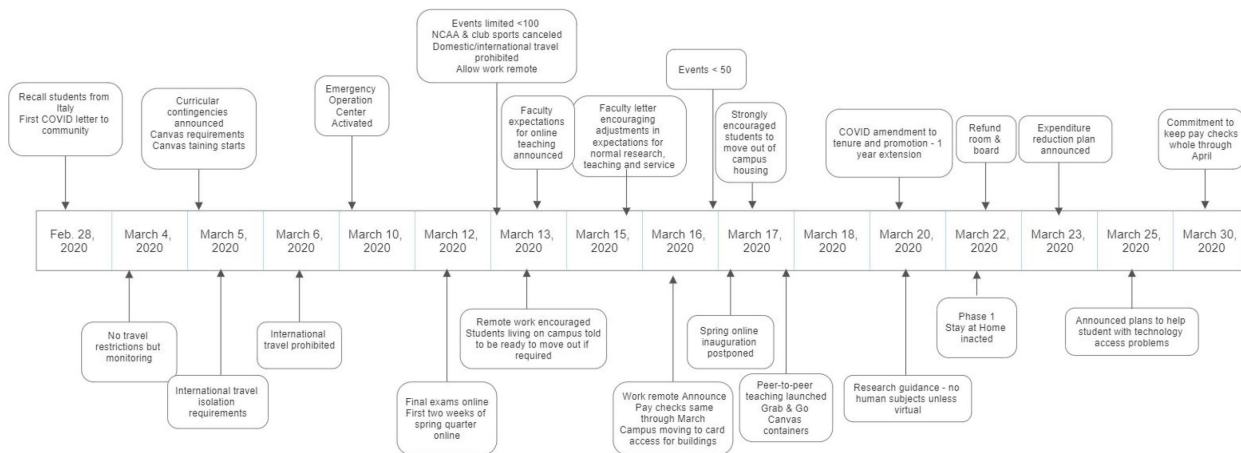 Recall students from
Italy
First COVID letter to
community
Curricular
contingencies
announced
Canvas requirements
Canvas taining starts
Emergency
Operation
Center
Activated
Events limited <100
NCAA & club sports canceled
Domestic/international travel
prohibited
Allow work remote
Faculty
expectations
for online
teaching
announced
Faculty letter
encouraging
adjustments in
expectations for
normal research,
teaching and service
Events < 50
Strongly
encouraged
students to
move out of
campus
housing
COVID amendment to
tenure and promotion - 1
year extension
Refund
room &
board
Expenditure
reduction plan
announced
Commitment to
keep pay checks
whole through
April
Feb. 28,
2020
March 4,
2020
March 5,
2020
March 6,
2020
March 10,
2020
March 12,
2020
March 13,
2020
March 15,
2020
March 16,
2020
March 17,
2020
March 18,
2020
March 20,
2020
March 22,
2020
March 23,
2020
March 25,
2020
March 30,
2020
No travel
restrictions but
monitoring
International travel
isolation
requirements
International
travel prohibited
Final exams online
First two weeks of
spring quarter
online
Remote work encouraged
Students living on campus told
to be ready to move out if
required
Work remote Announce
Pay checks same
through March
Campus moving to card
access for buildings
Spring online
inauguration
postponed
Peer-to-peer
teaching launched
Grab & Go
Canvas
containers
Research guidance - no
human subjects unless
virtual
Phase 1
Stay at Home
inacted
Announced plans to help
student with technology
access problems